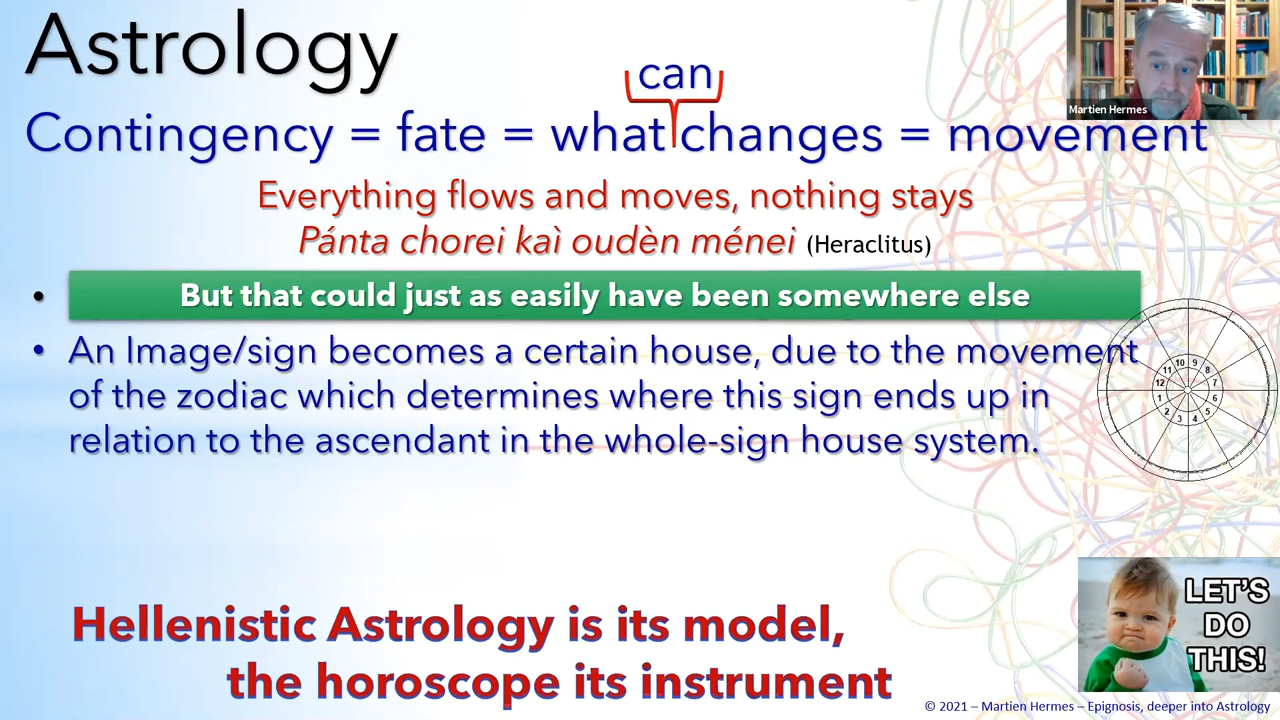 Astrology
can
Contingency = fate = what changes = movement
Everything flows and moves, nothing stays
Pánta chorei kaì oudèn ménei (Heraclitus)
• But that could just as easily have been somewhere else
• An Image/sign becomes a certain house, due to the movement
of the zodiac which determines where this sign ends up in
relation to the ascendant in the whole-sign house system.
Hellenistic Astrology is its model,
the horoscope its instrument
Martien Hermes
10 9
11 8
12 7
1 6
2 5
3 4
LET'S
DO
THIS!
© 2021 – Martien Hermes – Epignosis, deeper into Astrology